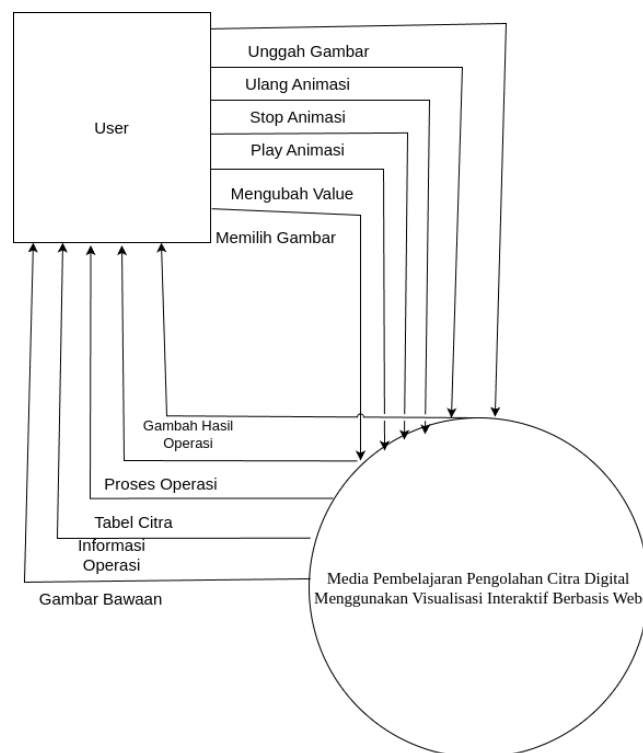 Unggah Gambar
Ulang Animasi
User
Stop Animasi
Play Animasi
Mengubah Value
Memilih Gambar
Gambah Hasil
Operasi
Proses Operasi
Tabel Citra
Informasi
Operasi
Gambar Bawaan
Media Pembelajaran Pengolahan Citra Digital
Menggunakan Visualisasi Interaktif Berbasis Web